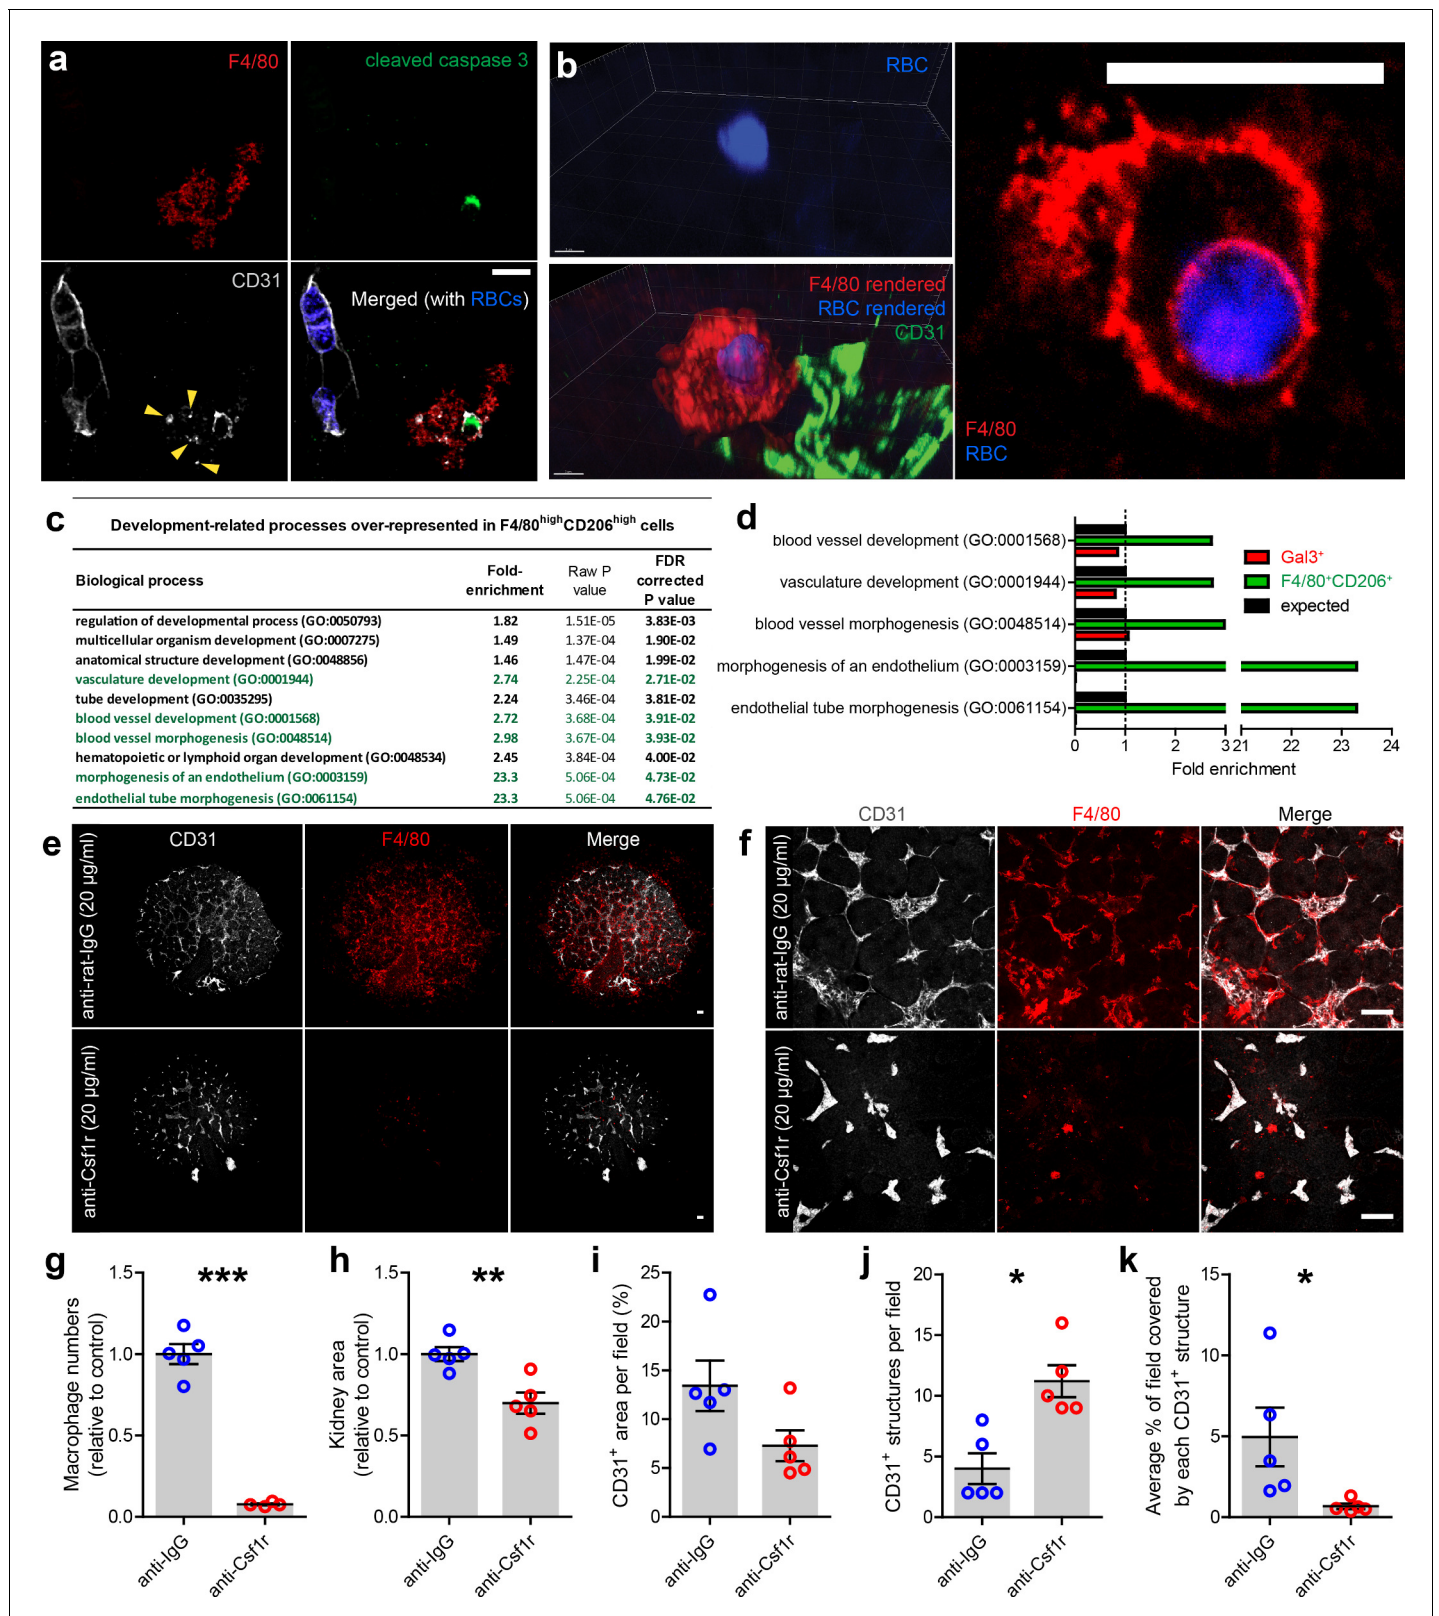 a
F4/80
cleaved caspase 3
CD31
Merged (with RBCs)
b
RBC
F4/80 rendered
RBC rendered
CD31
F4/80
RBC
c
Development-related processes over-represented in F4/80highCD206high cells
Biological process
Fold-enrichment
Raw P value
FDR corrected P value
regulation of developmental process (GO:0050793) 1.82 1.51E-05 3.83E-03
multicellular organism development (GO:0007275) 1.49 1.37E-04 1.90E-02
anatomical structure development (GO:0048856) 1.46 1.47E-04 1.99E-02
vasculature development (GO:0001944) 2.74 2.25E-04 2.71E-02
tube development (GO:0035295) 2.24 3.46E-04 3.81E-02
blood vessel development (GO:0001568) 2.72 3.68E-04 3.91E-02
blood vessel morphogenesis (GO:0048514) 2.98 3.67E-04 3.93E-02
hematopoietic or lymphoid organ development (GO:0048534) 2.45 3.84E-04 4.00E-02
morphogenesis of an endothelium (GO:0003159) 23.3 5.06E-04 4.73E-02
endothelial tube morphogenesis (GO:0061154) 23.3 5.06E-04 4.76E-02
d
blood vessel development (GO:0001568)
vasculature development (GO:0001944)
blood vessel morphogenesis (GO:0048514)
morphogenesis of an endothelium (GO:0003159)
endothelial tube morphogenesis (GO:0061154)
Gal3+
F4/80+CD206+
expected
0 1 2 3 21 22 23 24
Fold enrichment
e
CD31
F4/80
Merge
anti-rat-IgG (20 µg/ml)
anti-Csf1r (20 µg/ml)
f
CD31
F4/80
Merge
anti-rat-IgG (20 µg/ml)
anti-Csf1r (20 µg/ml)
g
Macrophage numbers
(relative to control)
1.5
1.0
0.5
0.0
***
anti-IgG
anti-Csf1r
h
Kidney area
(relative to control)
1.5
1.0
0.5
0.0
**
anti-IgG
anti-Csf1r
i
CD31+ area per field (%)
25
20
15
10
5
0
anti-IgG
anti-Csf1r
j
CD31+ structures per field
20
15
10
5
0
*
anti-IgG
anti-Csf1r
k
Average % of field covered
by each CD31+ structure
15
10
5
0
*
anti-IgG
anti-Csf1r